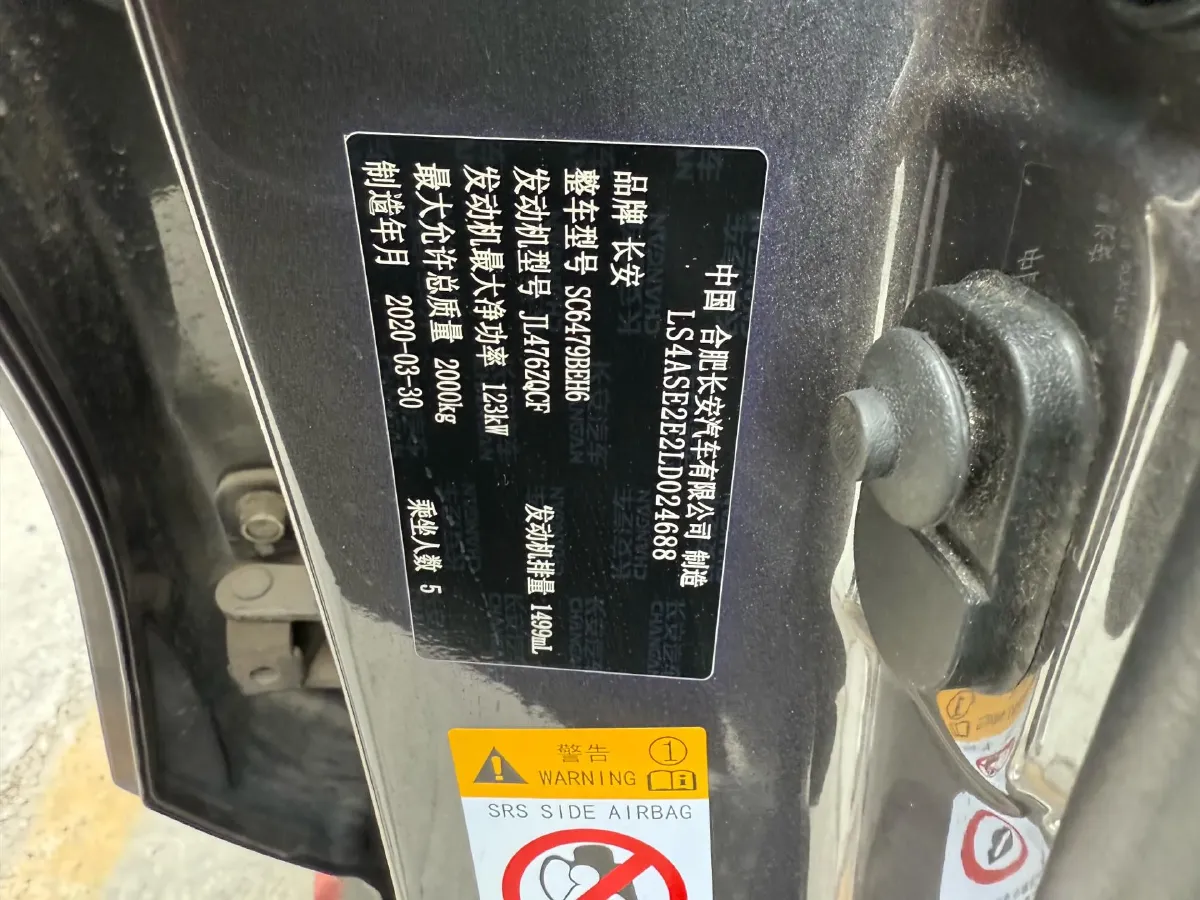 中国 合肥长安汽车有限公司 制造
LS4ASE2E2LD024688
品牌 长安
整车型号 SC6479BEH6
发动机型号 JL476ZQCF 发动机排量 1499mL
发动机最大净功率 123kW
最大允许总质量 2000kg
制造年月 2020-03-30 乘坐人数 5
警告
WARNING
1
SRS SIDE AIRBAG